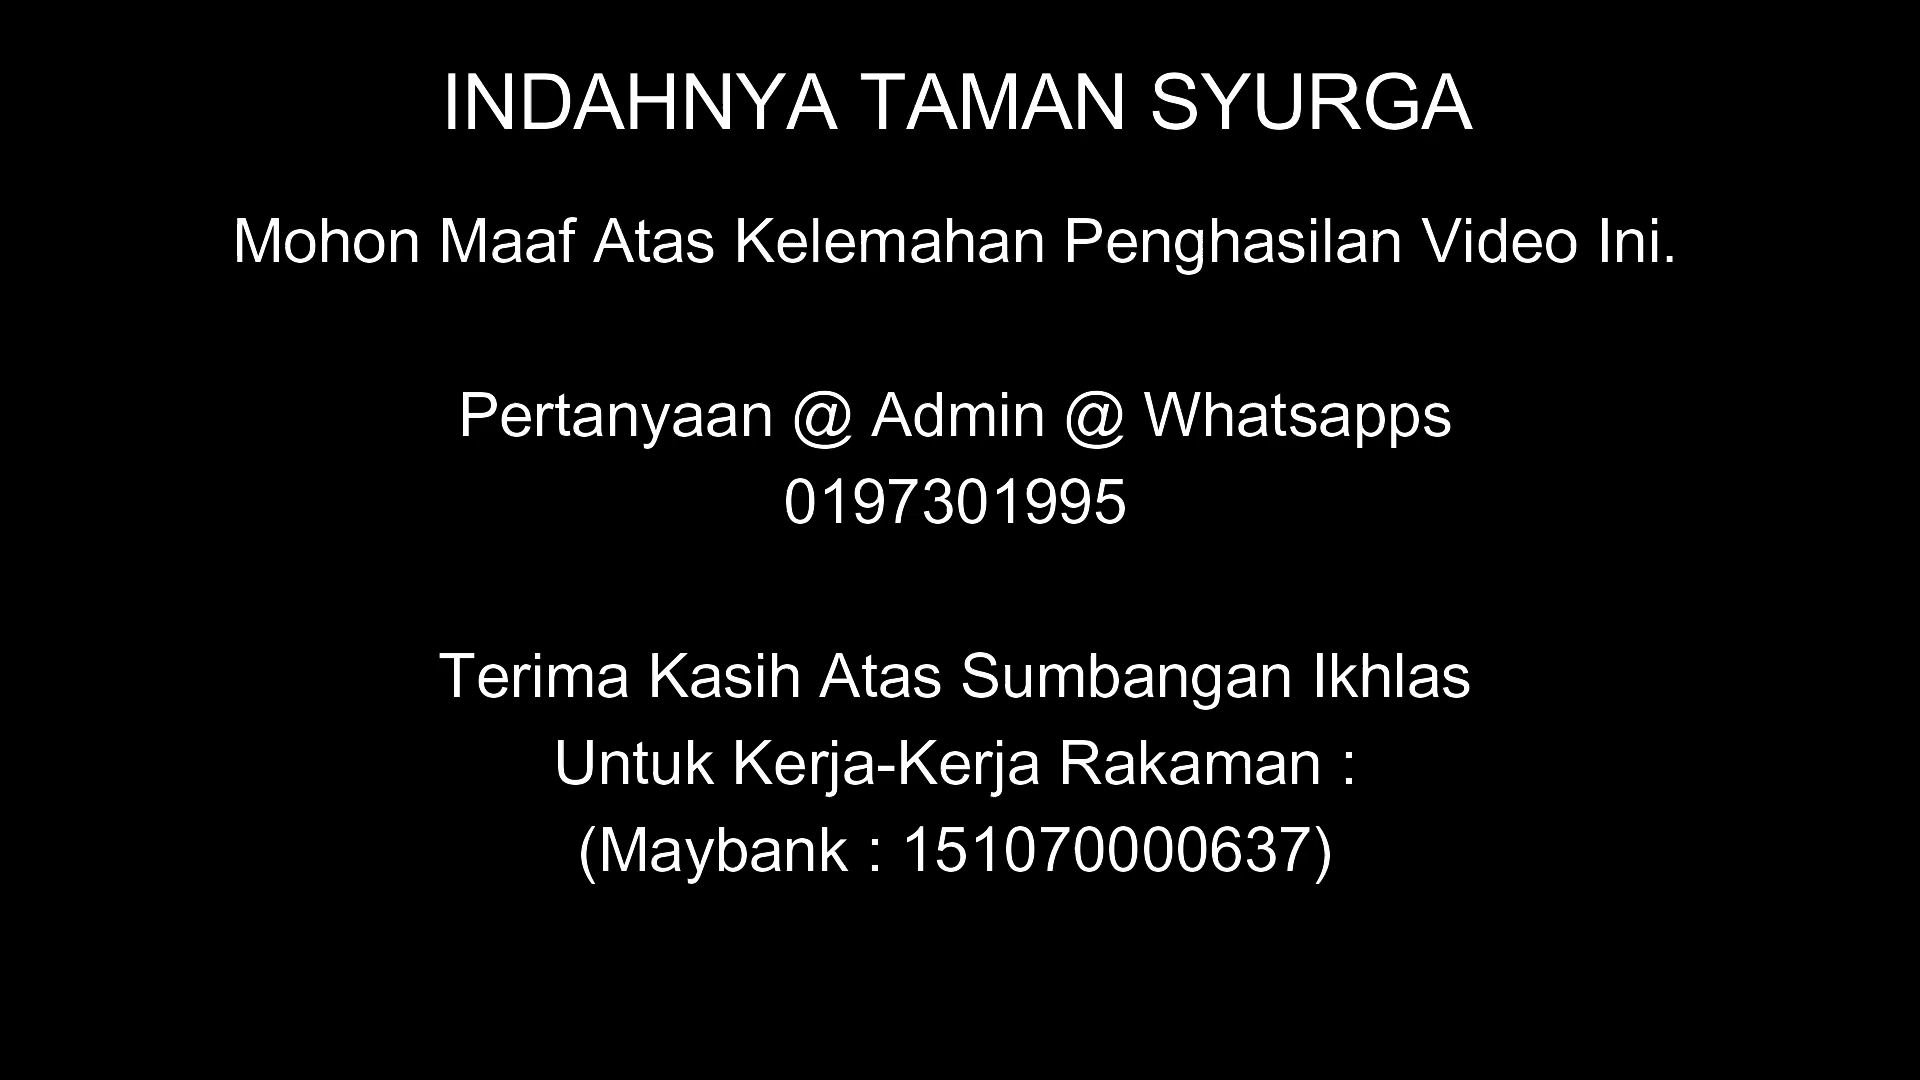 INDAHNYA TAMAN SYURGA
Mohon Maaf Atas Kelemahan Penghasilan Video Ini.
Pertanyaan @ Admin @ Whatsapps
0197301995
Terima Kasih Atas Sumbangan Ikhlas
Untuk Kerja-Kerja Rakaman :
(Maybank : 151070000637)